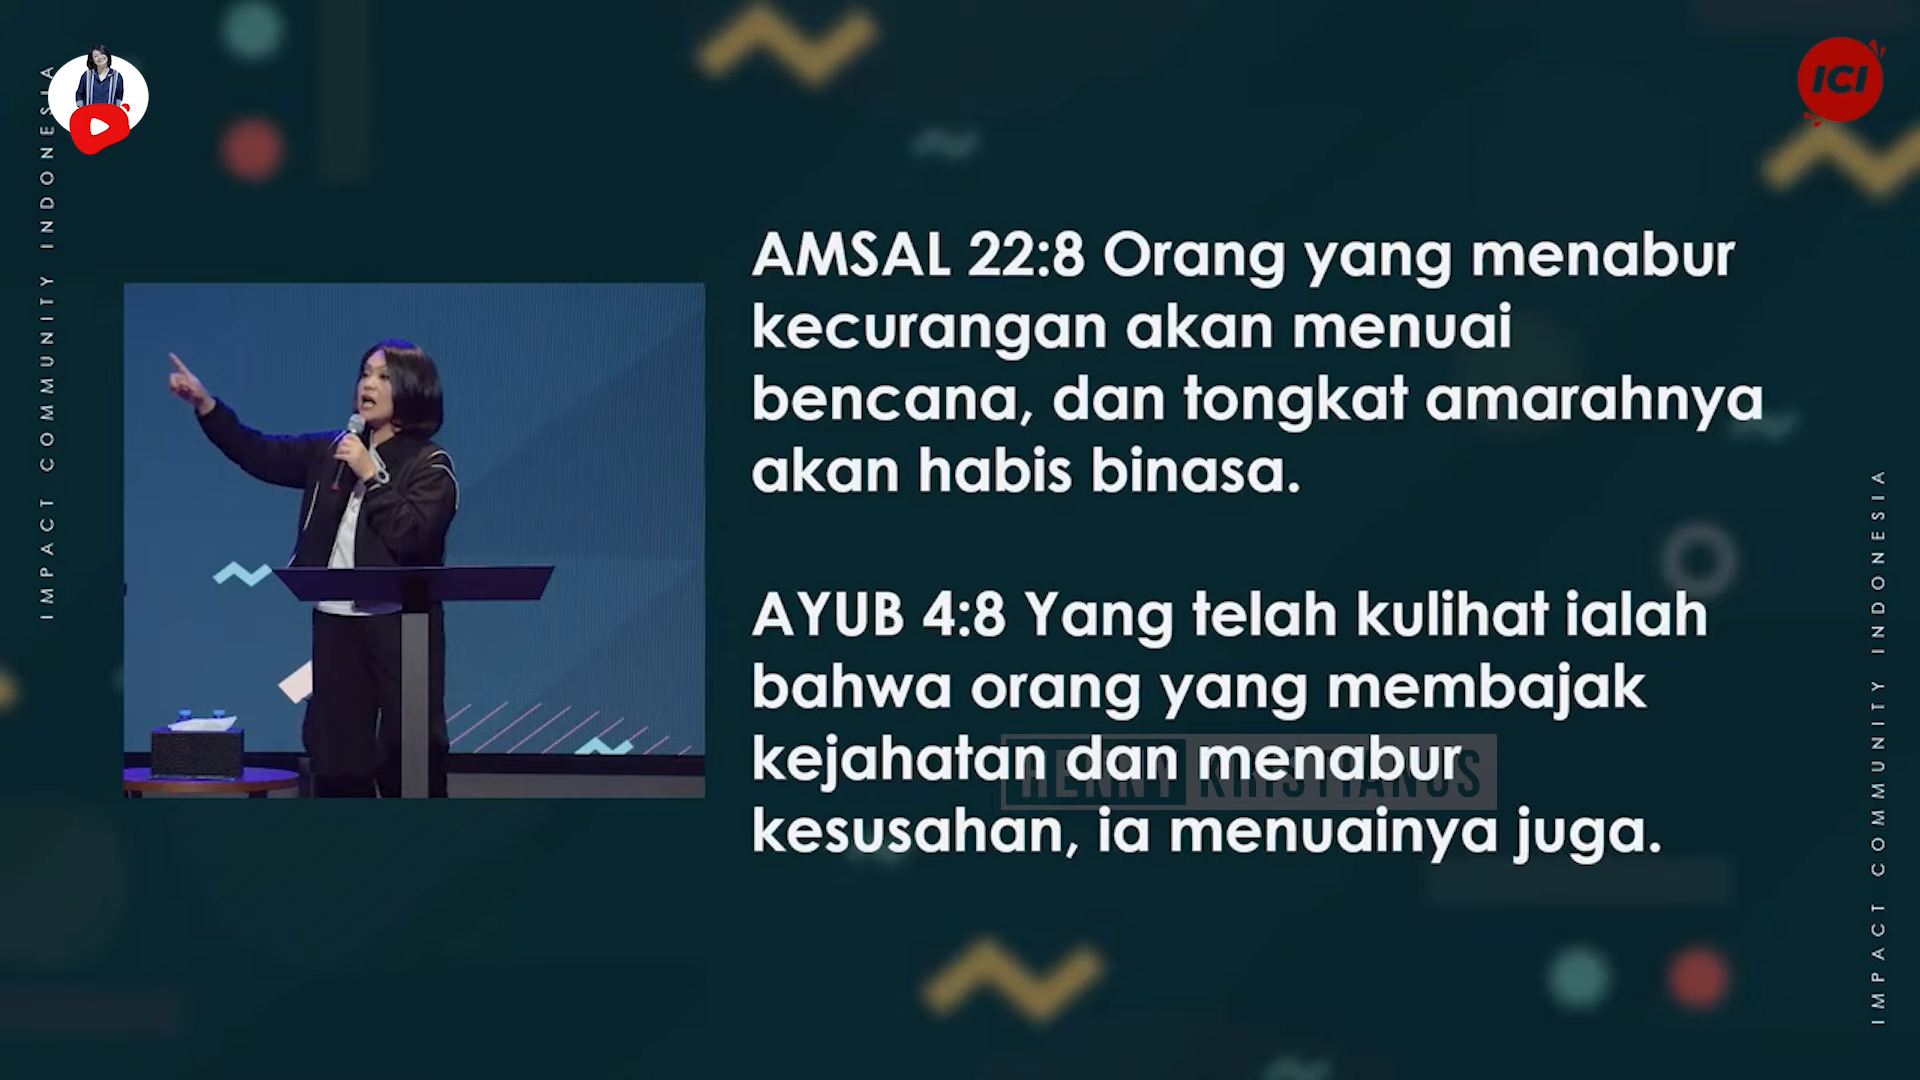 IMPACT COMMUNITY INDONESIA
ICI
AMSAL 22:8 Orang yang menabur
kecurangan akan menuai
bencana, dan tongkat amarahnya
akan habis binasa.
AYUB 4:8 Yang telah kulihat ialah
bahwa orang yang membajak
kejahatan dan menabur
HENRY KRISTIANUS
kesusahan, ia menuainya juga.
IMPACT COMMUNITY INDONESIA